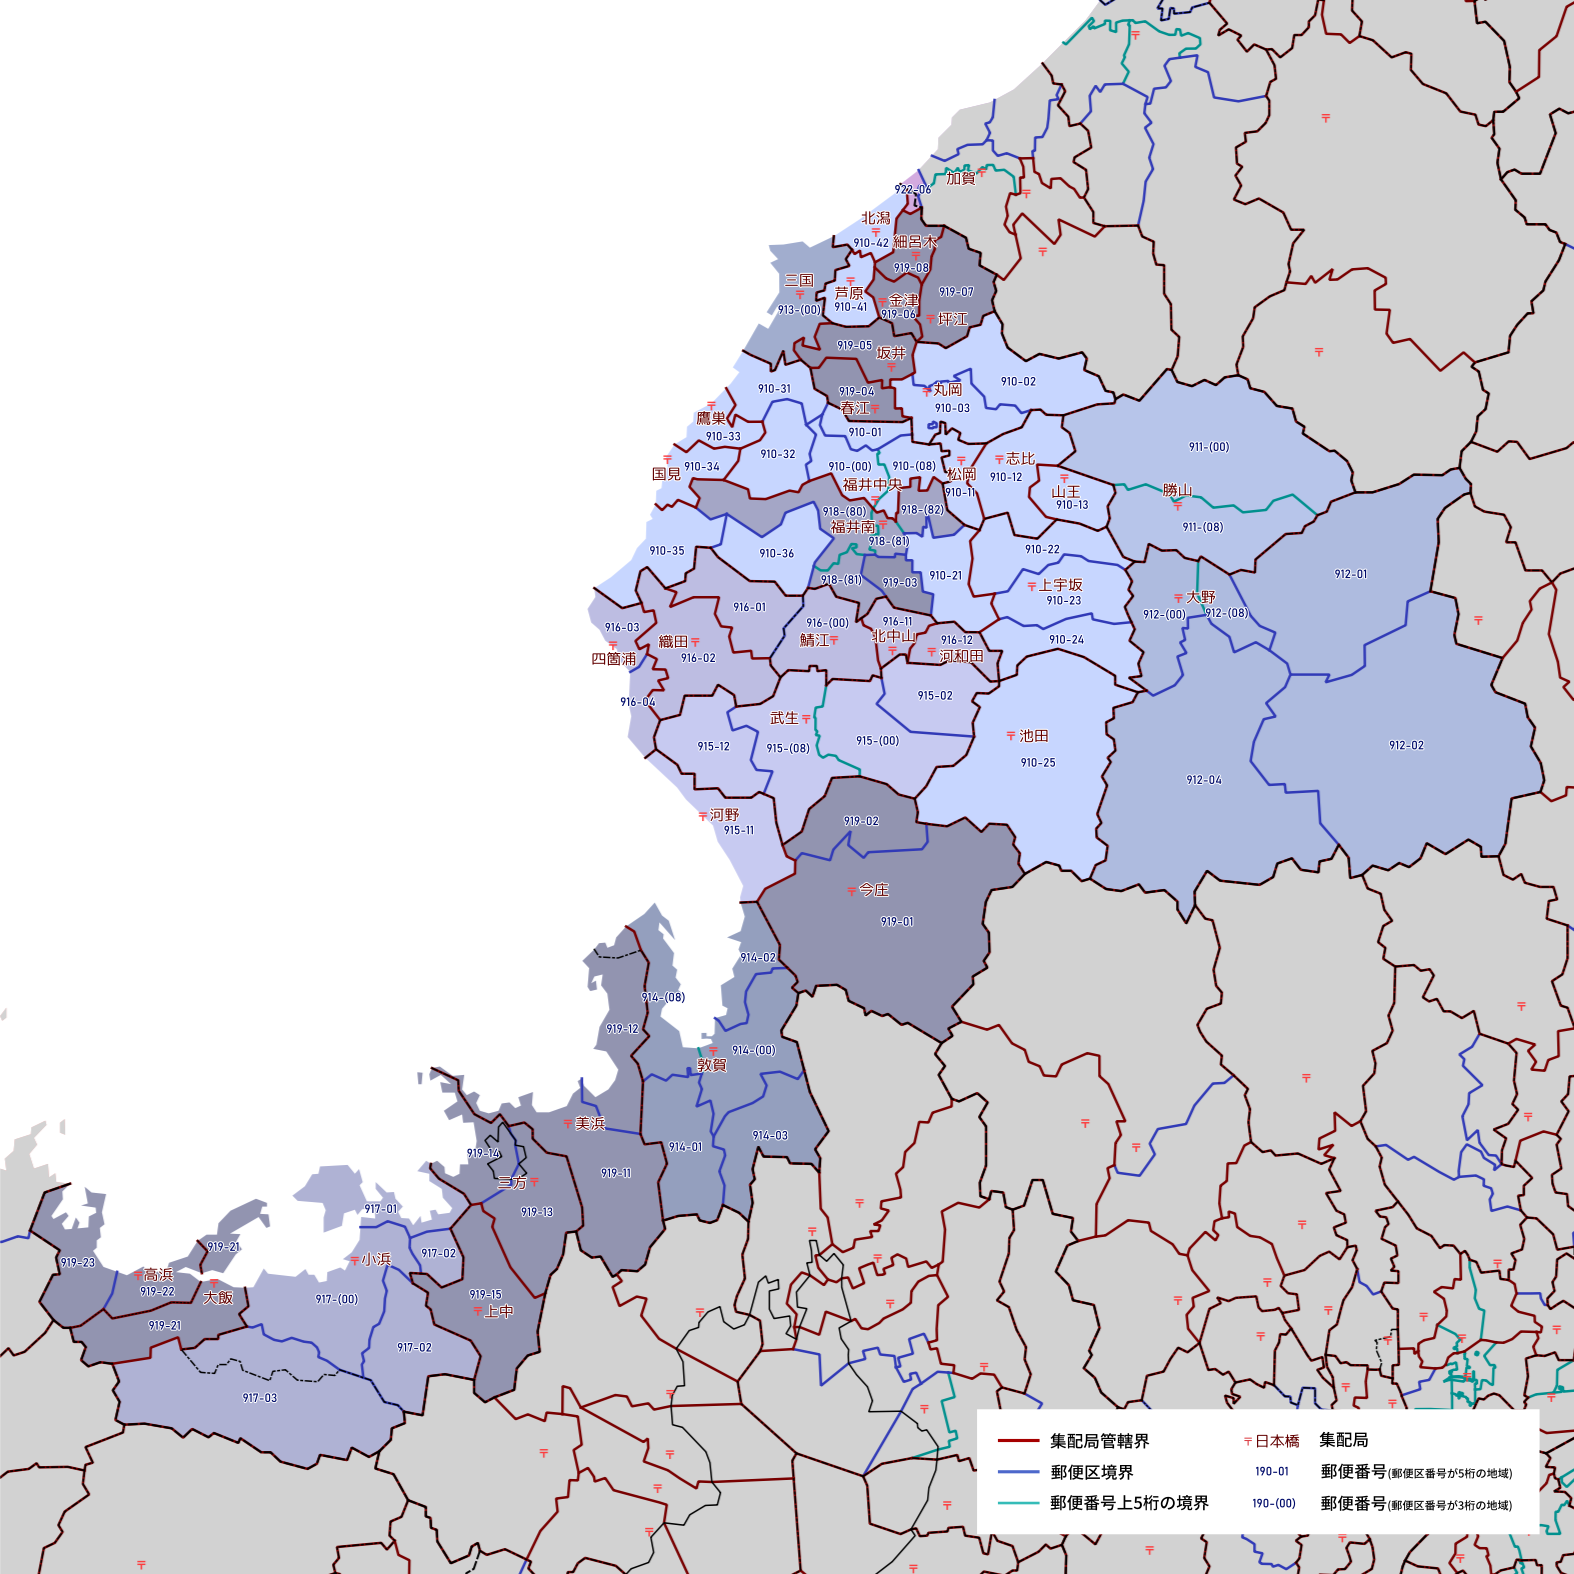 加賀
922-06
北潟
910-42
細呂木
919-08
三国
913-(00)
芦原
910-41
金津
919-06
919-07
坪江
919-05
坂井
910-02
910-31
919-04
春江
丸岡
910-03
鷹巣
910-33
910-01
911-(00)
910-32
国見
910-34
910-(00)
910-(08)
松岡
910-11
志比
910-12
福井中央
山王
910-13
勝山
911-(08)
918-(80)
918-(82)
福井南
918-(81)
910-35
910-36
910-22
918-(81)
919-03
910-21
上宇坂
910-23
912-01
大野
912-(00)
912-(08)
916-01
916-03
916-(00)
鯖江
916-11
北中山
916-12
河和田
910-24
四箇浦
織田
916-02
916-04
915-02
武生
915-12
915-(08)
915-(00)
池田
910-25
912-02
912-04
河野
915-11
919-02
今庄
919-01
914-02
914-(08)
919-12
914-(00)
敦賀
美浜
914-03
914-01
919-14
三方
919-11
917-01
919-13
919-21
917-02
919-23
高浜
919-22
小浜
大飯
917-(00)
919-15
上中
919-21
917-02
917-03
集配局管轄界
日本橋 集配局
郵便区境界
190-01 郵便番号(郵便区番号が5桁の地域)
郵便番号上5桁の境界
190-(00) 郵便番号(郵便区番号が3桁の地域)